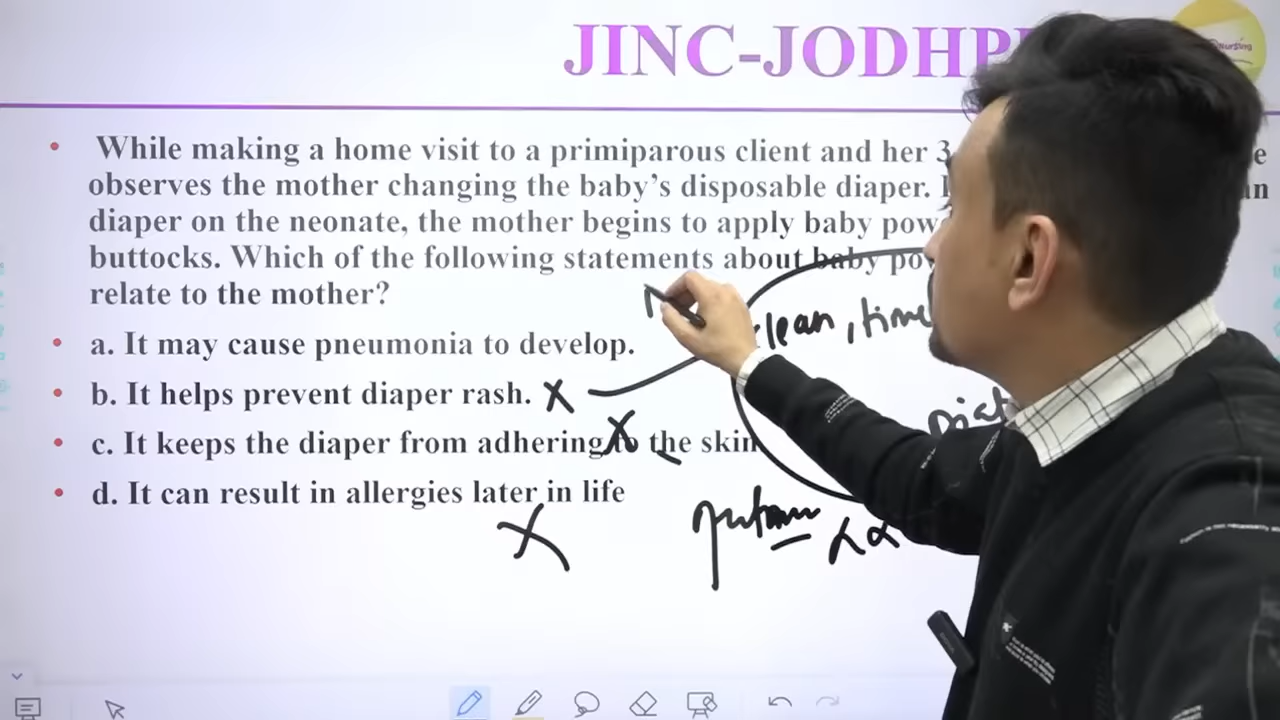 JINC-JODHP
Nursing
• While making a home visit to a primiparous client and her 3
observes the mother changing the baby's disposable diaper.
diaper on the neonate, the mother begins to apply baby pow
buttocks. Which of the following statements about baby po
relate to the mother?
clean, time
• a. It may cause pneumonia to develop.
• b. It helps prevent diaper rash. X
• c. It keeps the diaper from adhering to the skin
• d. It can result in allergies later in life
X